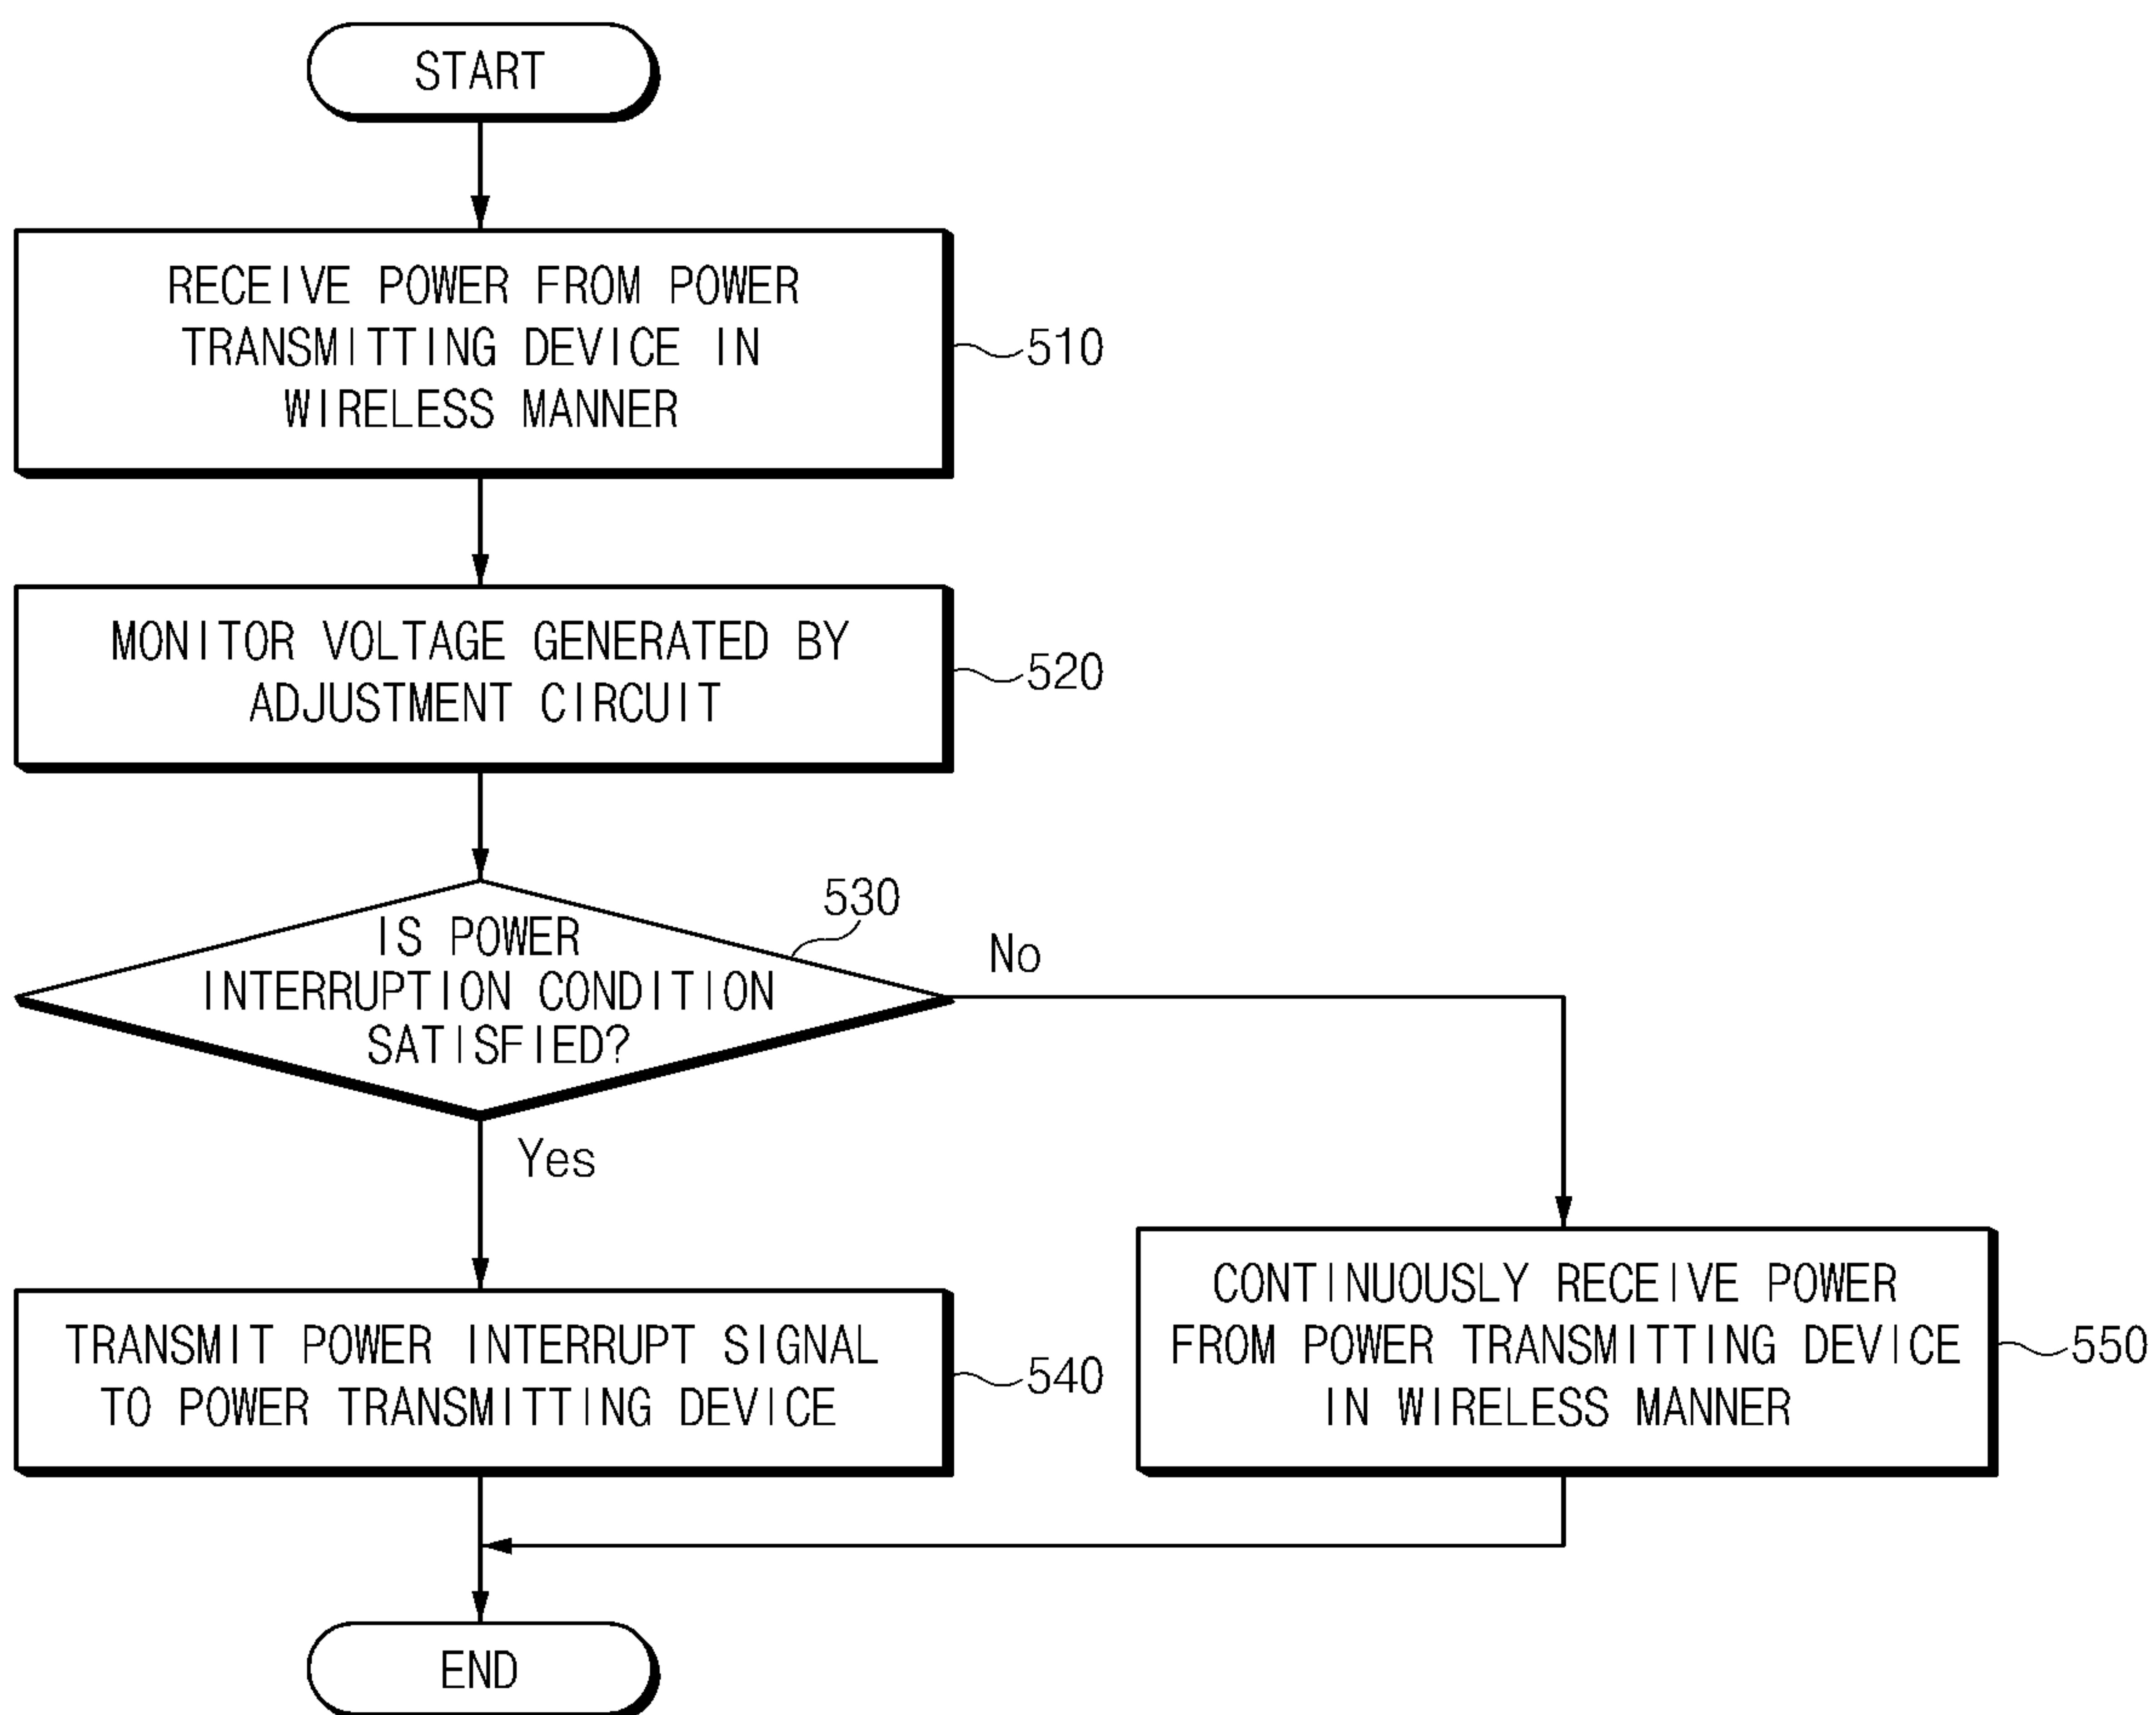 START
RECEIVE POWER FROM POWER
TRANSMITTING DEVICE IN
WIRELESS MANNER
510
MONITOR VOLTAGE GENERATED BY
ADJUSTMENT CIRCUIT
520
530
IS POWER
INTERRUPTION CONDITION
SATISFIED?
No
Yes
TRANSMIT POWER INTERRUPT SIGNAL
TO POWER TRANSMITTING DEVICE
540
CONTINUOUSLY RECEIVE POWER
FROM POWER TRANSMITTING DEVICE
IN WIRELESS MANNER
550
END